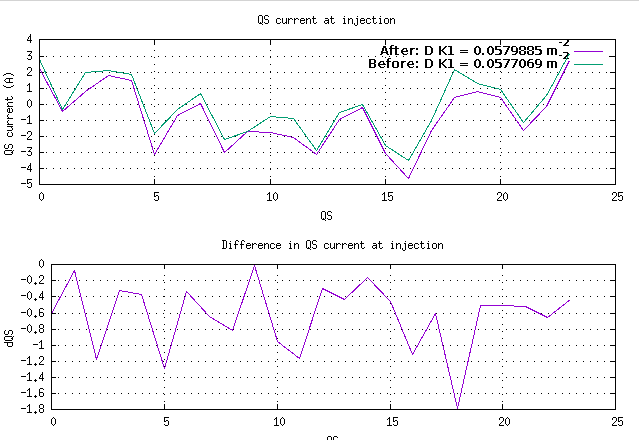 QS current at injection
After: D K1 = 0.0579885 m-2
Before: D K1 = 0.0577069 m-2
QS current (A)
4
3
2
1
0
-1
-2
-3
-4
-5
0 5 10 15 20 25
QS
Difference in QS current at injection
dQS
0
-0.2
-0.4
-0.6
-0.8
-1
-1.2
-1.4
-1.6
-1.8
0 5 10 15 20 25